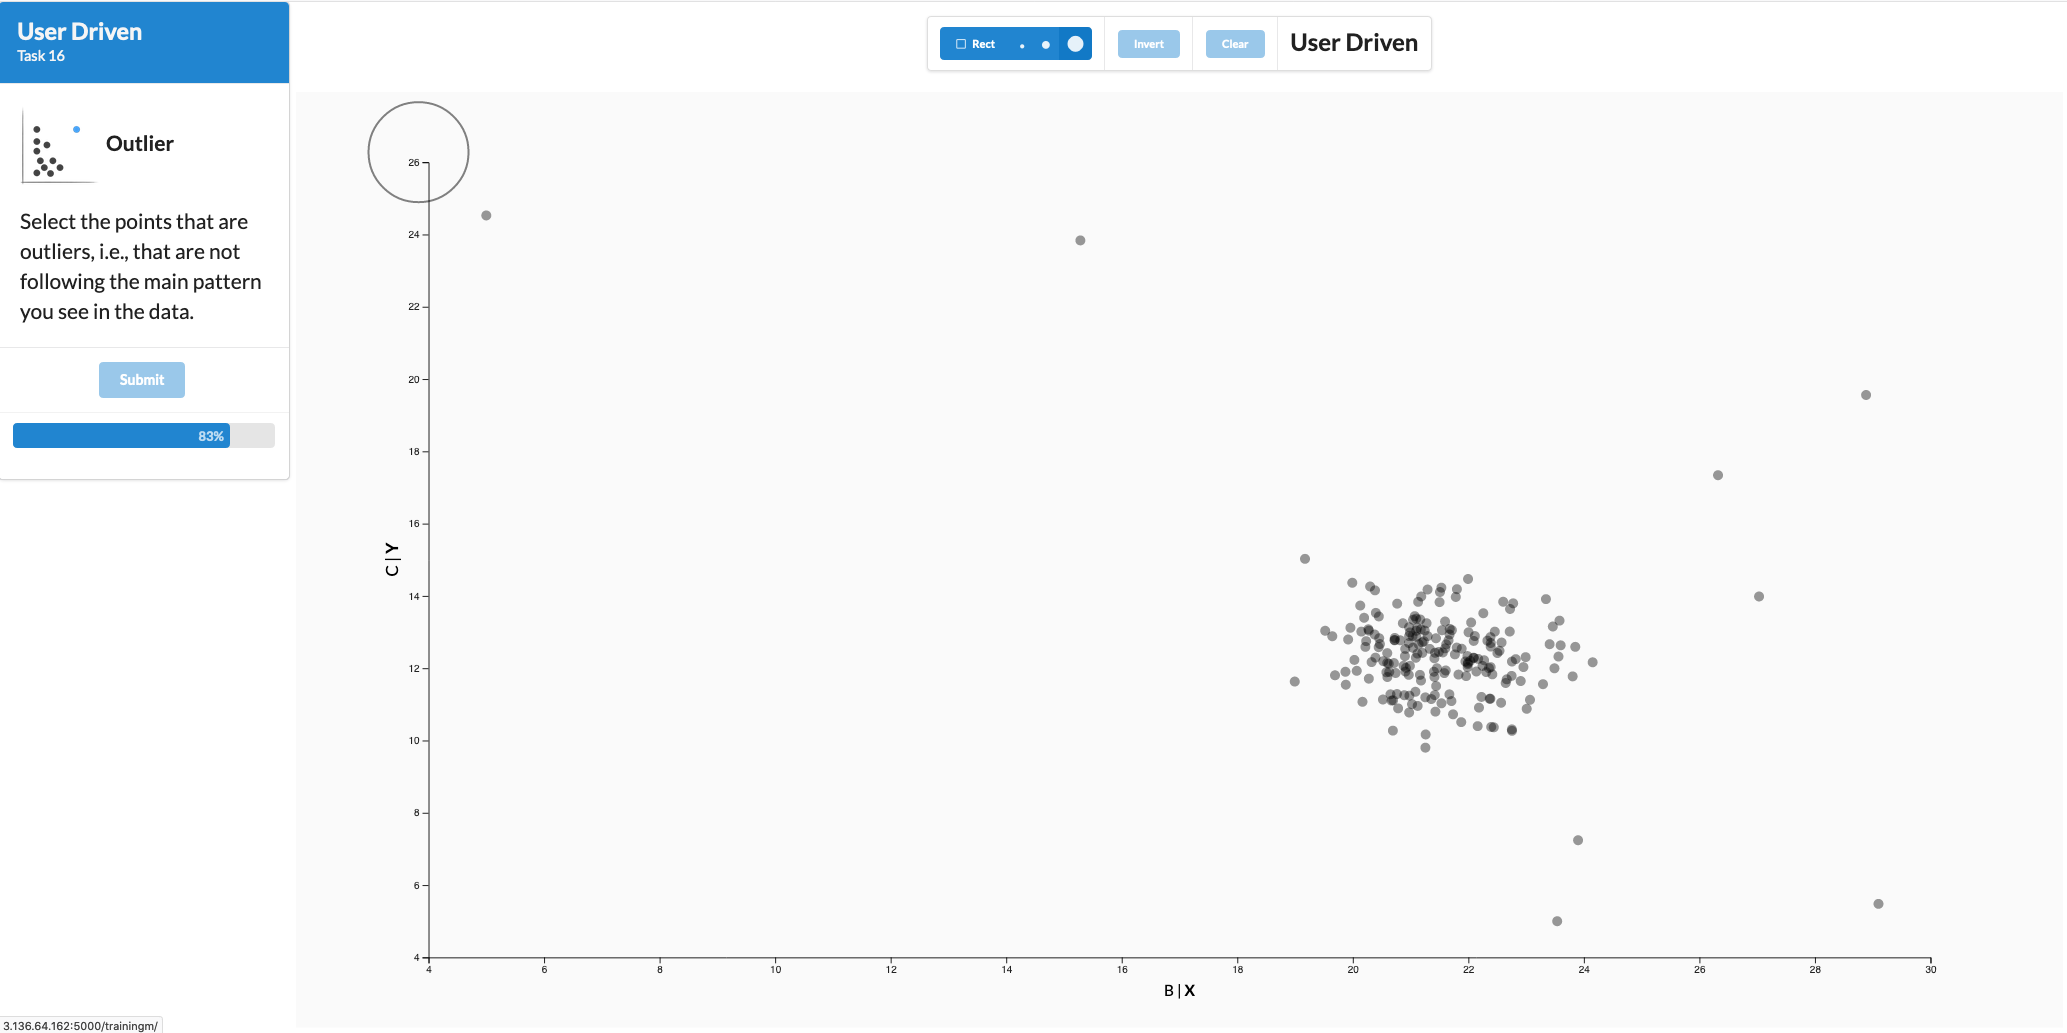 User Driven
Task 16
Outlier
Select the points that are
outliers, i.e., that are not
following the main pattern
you see in the data.
Submit
83%
Rect
Invert
Clear
User Driven
26
24
22
20
18
16
14
12
10
8
6
4
C|Y
4 6 8 10 12 14 16 18 20 22 24 26 28 30
B|X
3.136.64.162:5000/trainingm/